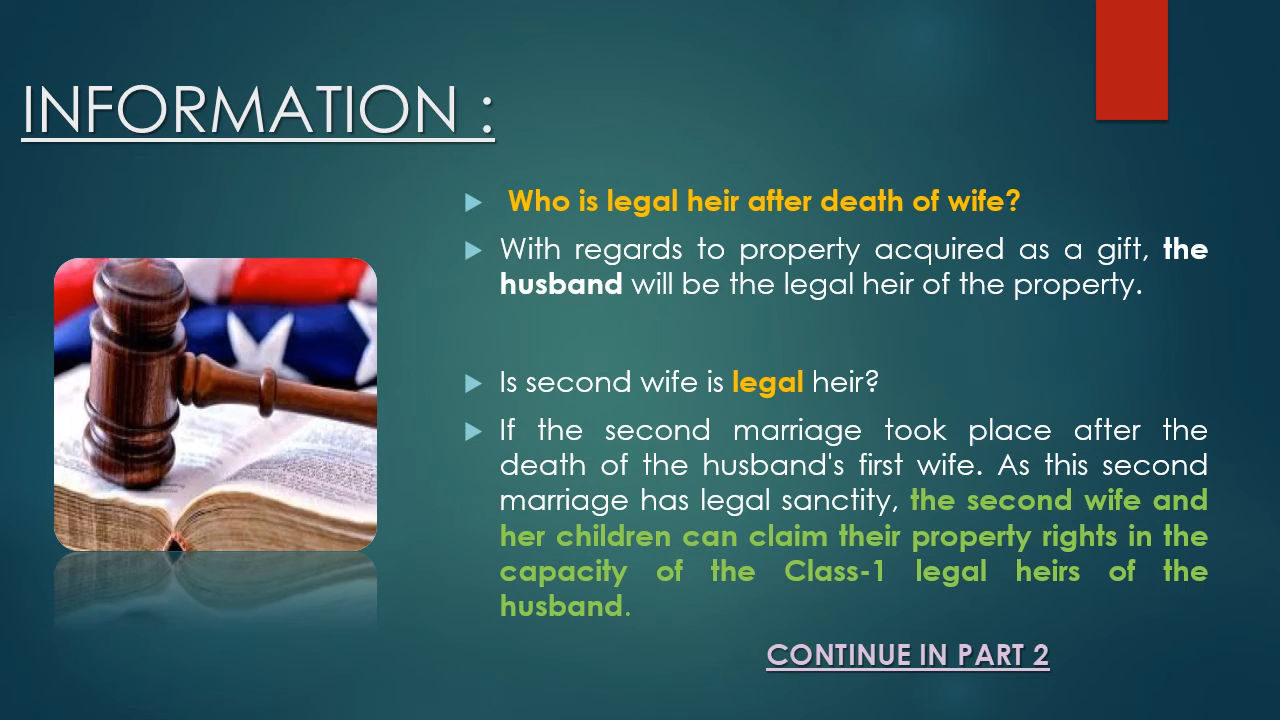 INFORMATION :
Who is legal heir after death of wife?
With regards to property acquired as a gift, the
husband will be the legal heir of the property.
Is second wife is legal heir?
If the second marriage took place after the
death of the husband's first wife. As this second
marriage has legal sanctity, the second wife and
her children can claim their property rights in the
capacity of the Class-1 legal heirs of the
husband.
CONTINUE IN PART 2